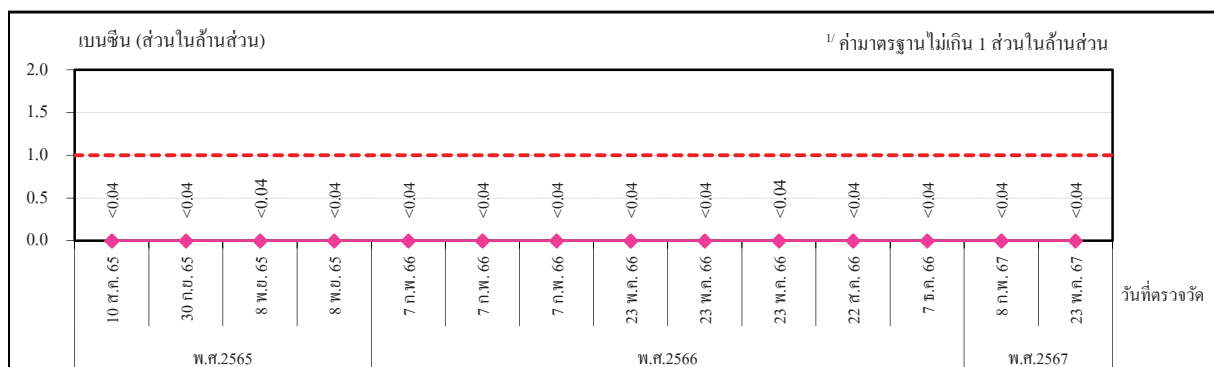 เบนซีน (ส่วนในล้านส่วน)
1/ ค่ามาตรฐานไม่เกิน 1 ส่วนในล้านส่วน
2.0
1.5
1.0
0.5
0.0
<0.04 <0.04 <0.04 <0.04 <0.04 <0.04 <0.04 <0.04 <0.04 <0.04 <0.04 <0.04 <0.04 <0.04
10 ส.ค. 65
30 ก.ย. 65
8 พ.ย. 65
8 พ.ย. 65
7 ก.พ. 66
7 ก.พ. 66
7 ก.พ. 66
23 พ.ค. 66
23 พ.ค. 66
23 พ.ค. 66
22 ส.ค. 66
7 ธ.ค. 66
8 ก.พ. 67
23 พ.ค. 67
วันที่ตรวจวัด
พ.ศ.2565 พ.ศ.2566 พ.ศ.2567